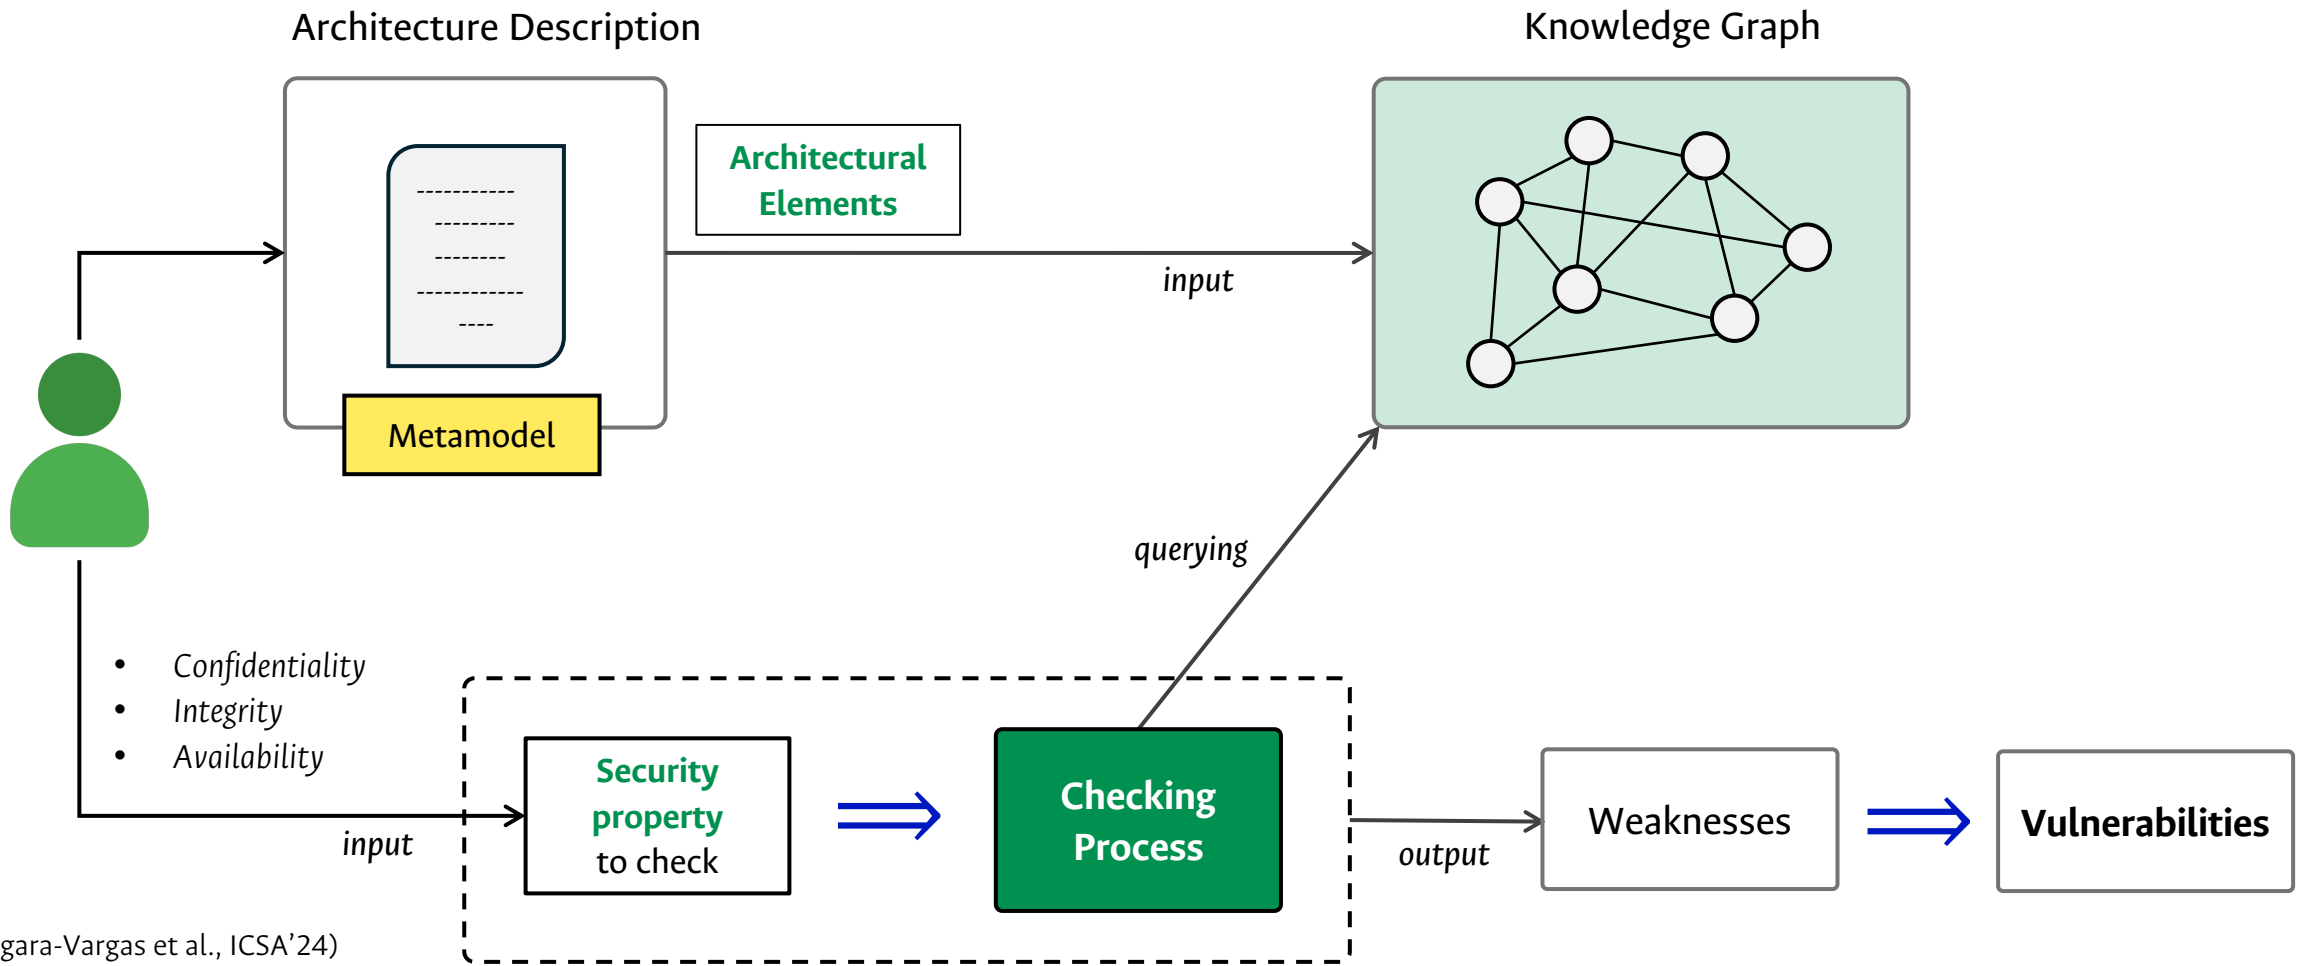 Architecture Description
Knowledge Graph
Architectural
Elements
input
Metamodel
querying
• Confidentiality
• Integrity
• Availability
input
Security
property
to check
Checking
Process
output
Weaknesses
Vulnerabilities
gara-Vargas et al., ICSA’24)